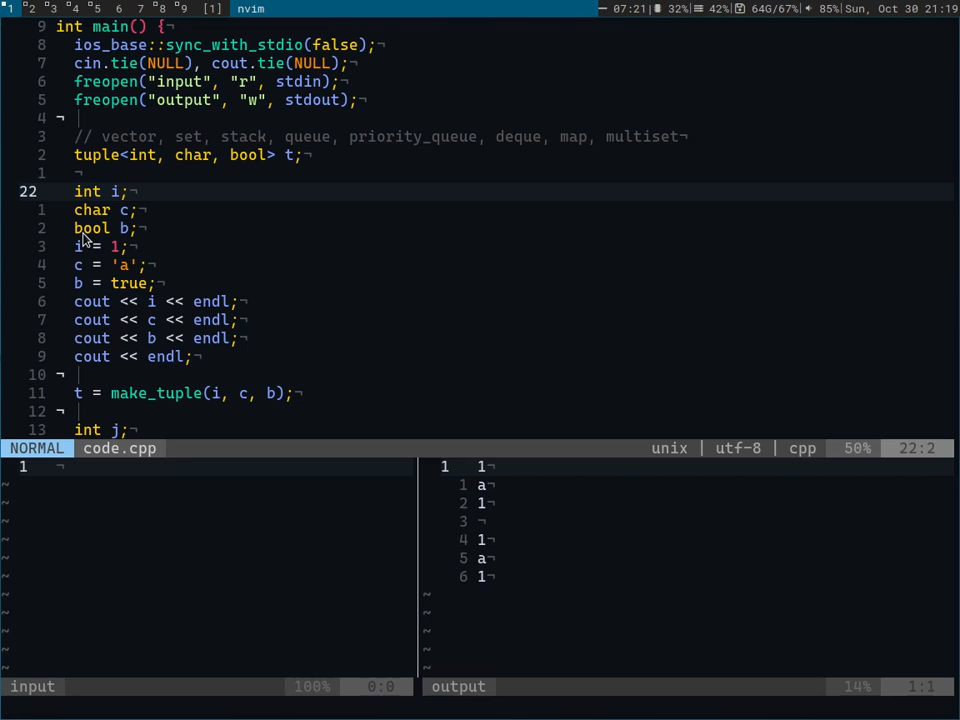 1 2 3 4 5 6 7 8 9 [1] nvim 07:21 32% 42% 64G/67% 85% Sun, Oct 30 21:19
9 int main() {¬
8 ios_base::sync_with_stdio(false);¬
7 cin.tie(NULL), cout.tie(NULL);¬
6 freopen("input", "r", stdin);¬
5 freopen("output", "w", stdout);¬
4 ¬
3 // vector, set, stack, queue, priority_queue, deque, map, multiset¬
2 tuple<int, char, bool> t;¬
1 ¬
22 int i;¬
1 char c;¬
2 bool b;¬
3 i = 1;¬
4 c = 'a';¬
5 b = true;¬
6 cout << i << endl;¬
7 cout << c << endl;¬
8 cout << b << endl;¬
9 cout << endl;¬
10 ¬
11 t = make_tuple(i, c, b);¬
12 ¬
13 int j;¬
NORMAL code.cpp unix | utf-8 | cpp 50% 22:2
1 ¬
~
~
~
~
~
~
~
~
~
~
~
input 100% 0:0
1 1¬
1 a¬
2 1¬
3 ¬
4 1¬
5 a¬
6 1¬
~
~
~
~
~
output 14% 1:1